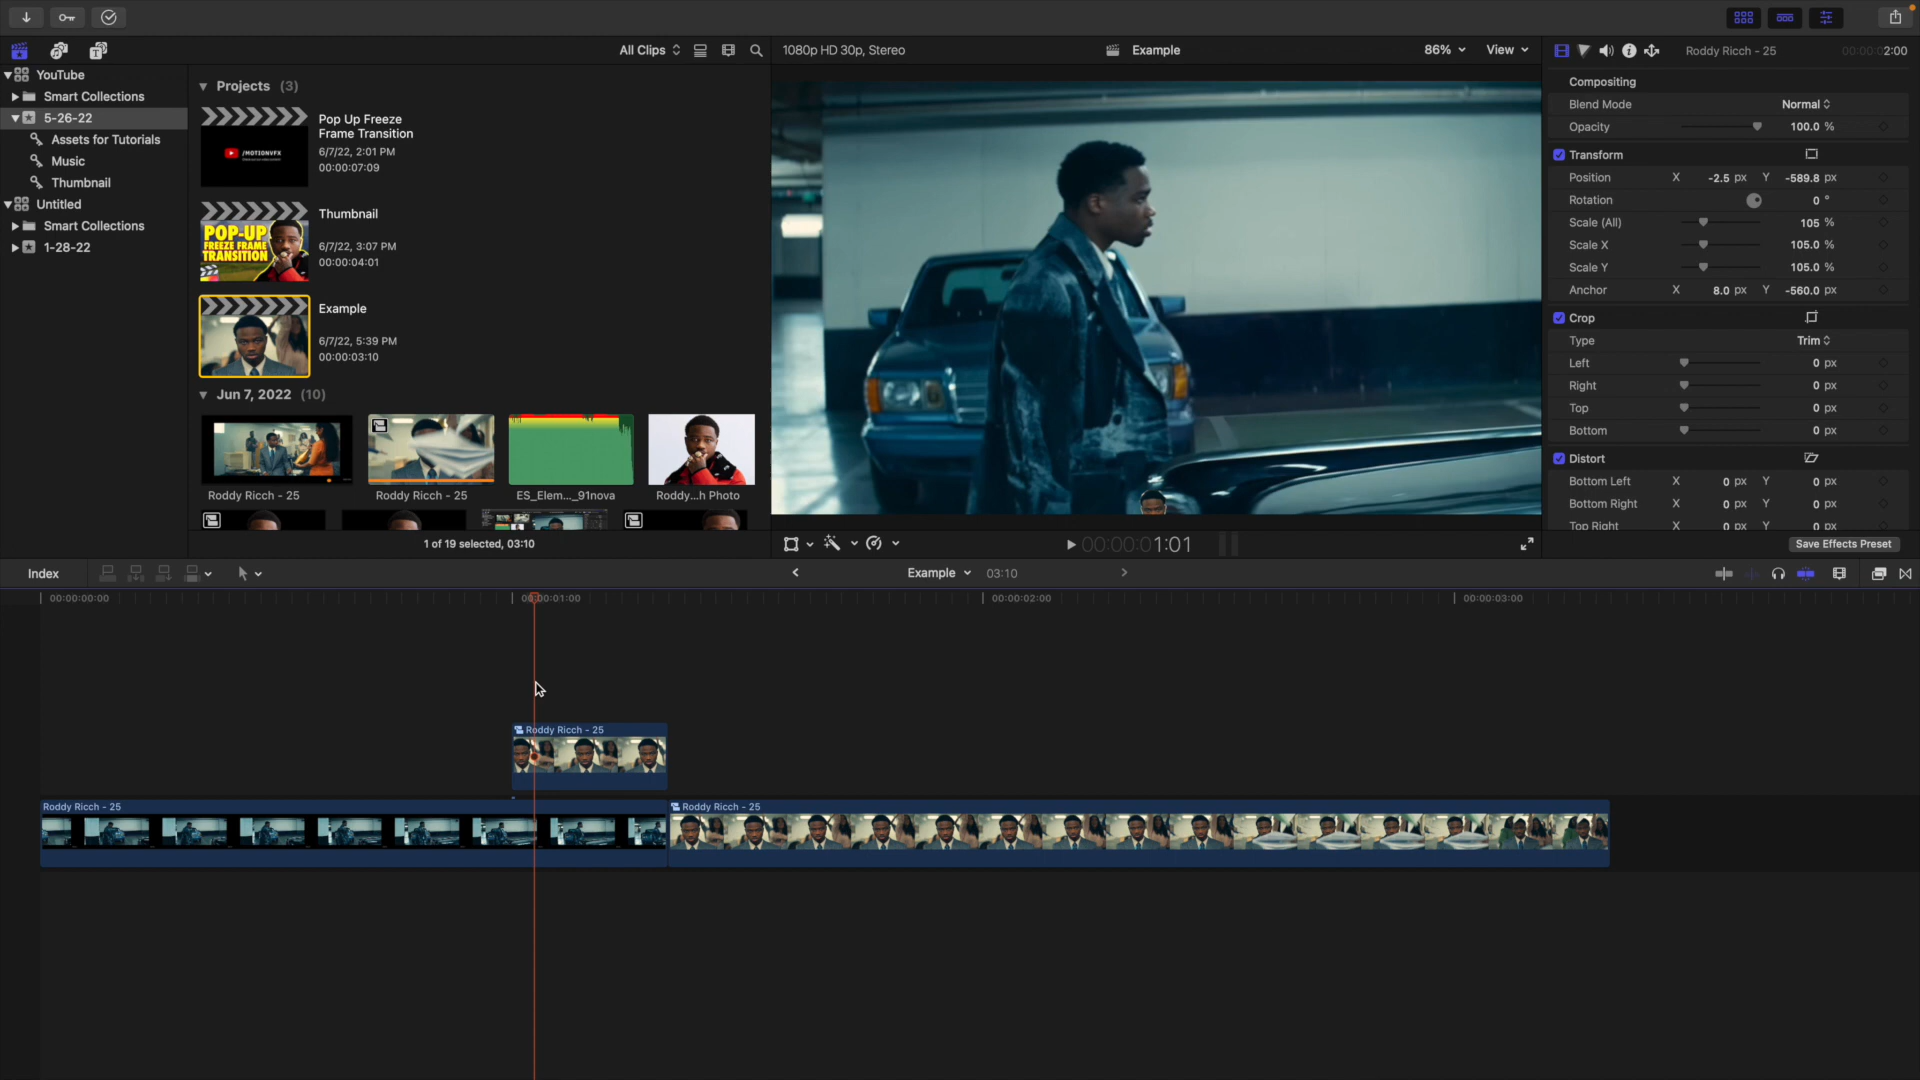 All Clips
1080p HD 30p, Stereo
Example
86%
View
Roddy Ricch - 25
00:00:02:00
YouTube
Smart Collections
5-26-22
Assets for Tutorials
Music
Thumbnail
Untitled
Smart Collections
1-28-22
Projects (3)
/MOTIONVFX
Pop Up Freeze
Frame Transition
6/7/22, 2:01 PM
00:00:07:09
POP-UP
FREEZE FRAME
TRANSITION
Thumbnail
6/7/22, 3:07 PM
00:00:04:01
Example
6/7/22, 5:39 PM
00:00:03:10
Jun 7, 2022 (10)
Roddy Ricch - 25
Roddy Ricch - 25
ES_Elem..._91nova
Roddy...h Photo
1 of 19 selected, 03:10
00:00:01:01
Compositing
Blend Mode Normal
Opacity 100.0 %
Transform
Position X -2.5 px Y -589.8 px
Rotation 0 °
Scale (All) 105 %
Scale X 105.0 %
Scale Y 105.0 %
Anchor X 8.0 px Y -560.0 px
Crop
Type Trim
Left 0 px
Right 0 px
Top 0 px
Bottom 0 px
Distort
Bottom Left X 0 px Y 0 px
Bottom Right X 0 px Y 0 px
Top Right X 0 px Y 0 px
Save Effects Preset
Index
Example 03:10
00:00:00:00
00:00:01:00
00:00:02:00
00:00:03:00
Roddy Ricch - 25
Roddy Ricch - 25
Roddy Ricch - 25